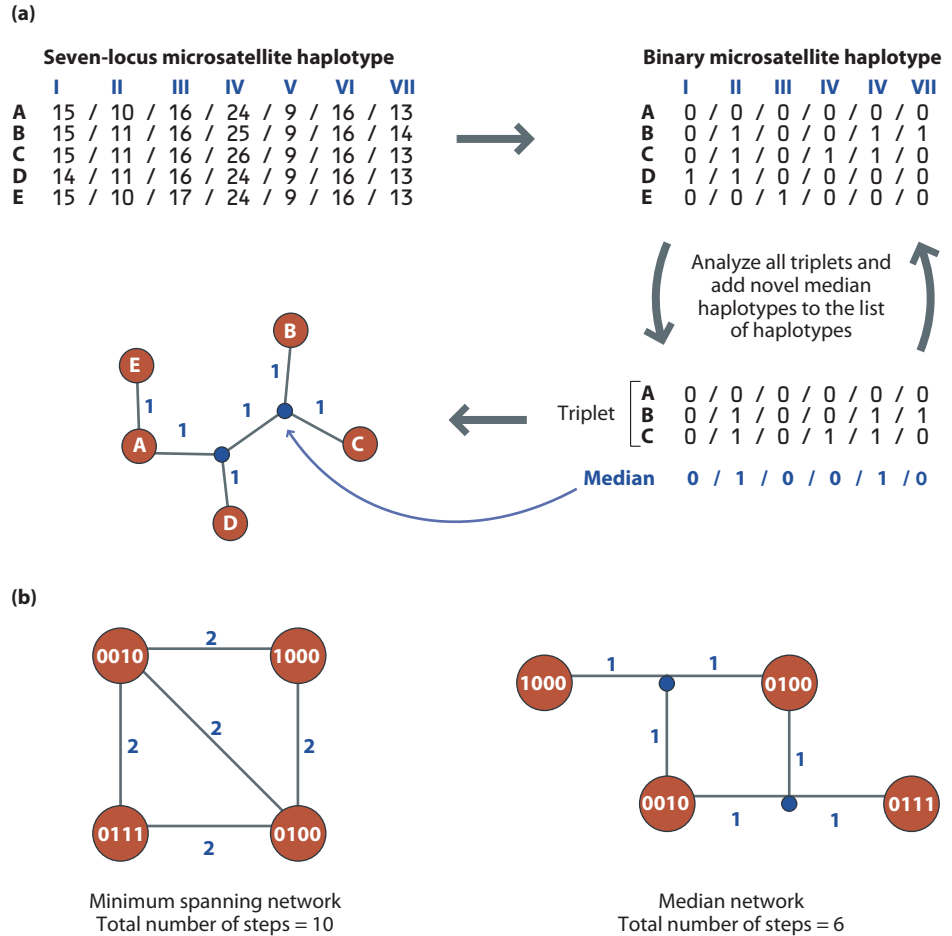 (a)
Seven-locus microsatellite haplotype
I II III IV V VI VII
A 15 / 10 / 16 / 24 / 9 / 16 / 13
B 15 / 11 / 16 / 25 / 9 / 16 / 14
C 15 / 11 / 16 / 26 / 9 / 16 / 13
D 14 / 11 / 16 / 24 / 9 / 16 / 13
E 15 / 10 / 17 / 24 / 9 / 16 / 13
Binary microsatellite haplotype
I II III IV IV VII
A 0 / 0 / 0 / 0 / 0 / 0
B 0 / 1 / 0 / 0 / 1 / 1
C 0 / 1 / 0 / 1 / 1 / 0
D 1 / 1 / 0 / 0 / 0 / 0
E 0 / 0 / 1 / 0 / 0 / 0
Analyze all triplets and
add novel median
haplotypes to the list
of haplotypes
Triplet
A 0 / 0 / 0 / 0 / 0 / 0
B 0 / 1 / 0 / 0 / 1 / 1
C 0 / 1 / 0 / 1 / 1 / 0
Median 0 / 1 / 0 / 0 / 1 / 0
B
E
1
1
1
1
1
A
C
1
D
(b)
0010
2
1000
2
2
2
0111
2
0100
Minimum spanning network
Total number of steps = 10
1000
1
1
0100
1
1
0010
1
1
0111
Median network
Total number of steps = 6